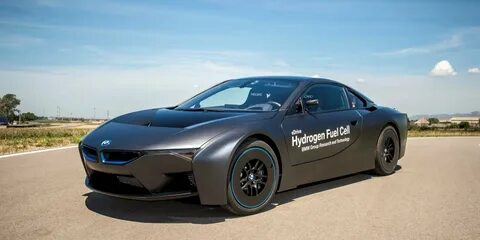 eDrive
Hydrogen Fuel Cell
BMW Group Research and Technology